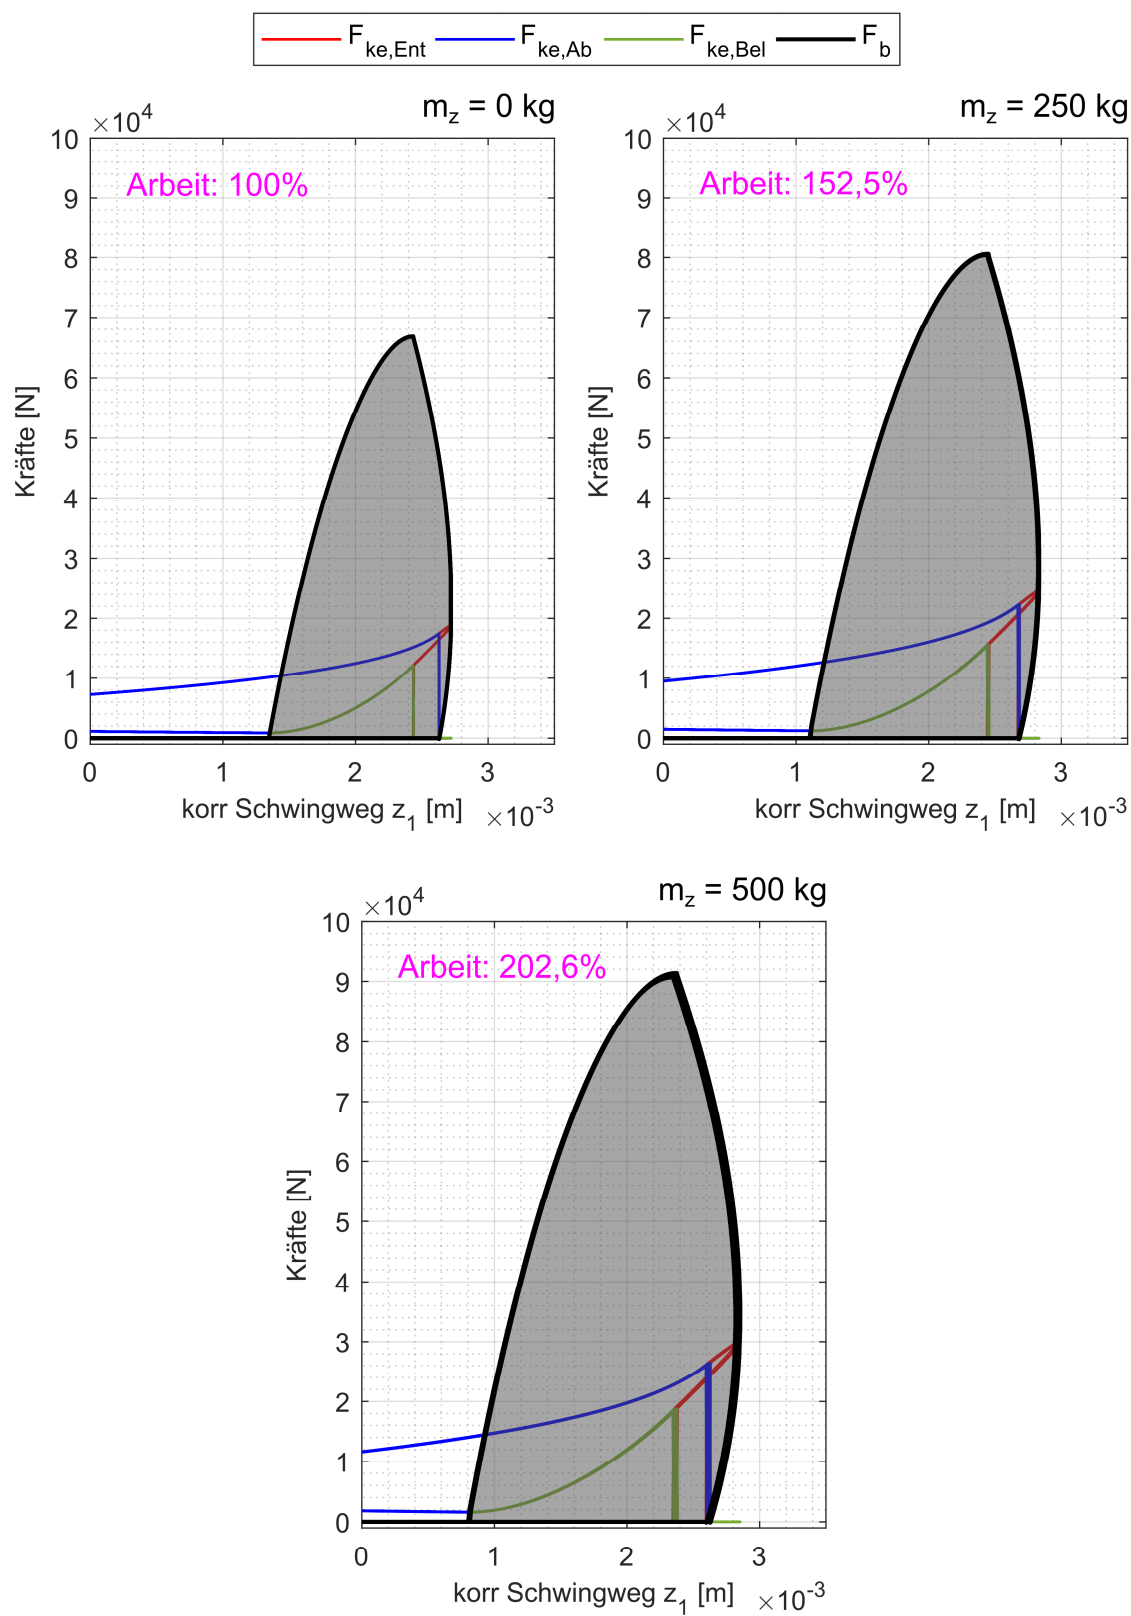 F_ke,Ent F_ke,Ab F_ke,Bel F_b
m_z = 0 kg
×10^4
Arbeit: 100%
10
9
8
7
6
5
4
3
2
1
0
Kräfte [N]
0 1 2 3
korr Schwingweg z_1 [m] ×10^-3
m_z = 250 kg
×10^4
Arbeit: 152,5%
10
9
8
7
6
5
4
3
2
1
0
Kräfte [N]
0 1 2 3
korr Schwingweg z_1 [m] ×10^-3
m_z = 500 kg
×10^4
Arbeit: 202,6%
10
9
8
7
6
5
4
3
2
1
0
Kräfte [N]
0 1 2 3
korr Schwingweg z_1 [m] ×10^-3